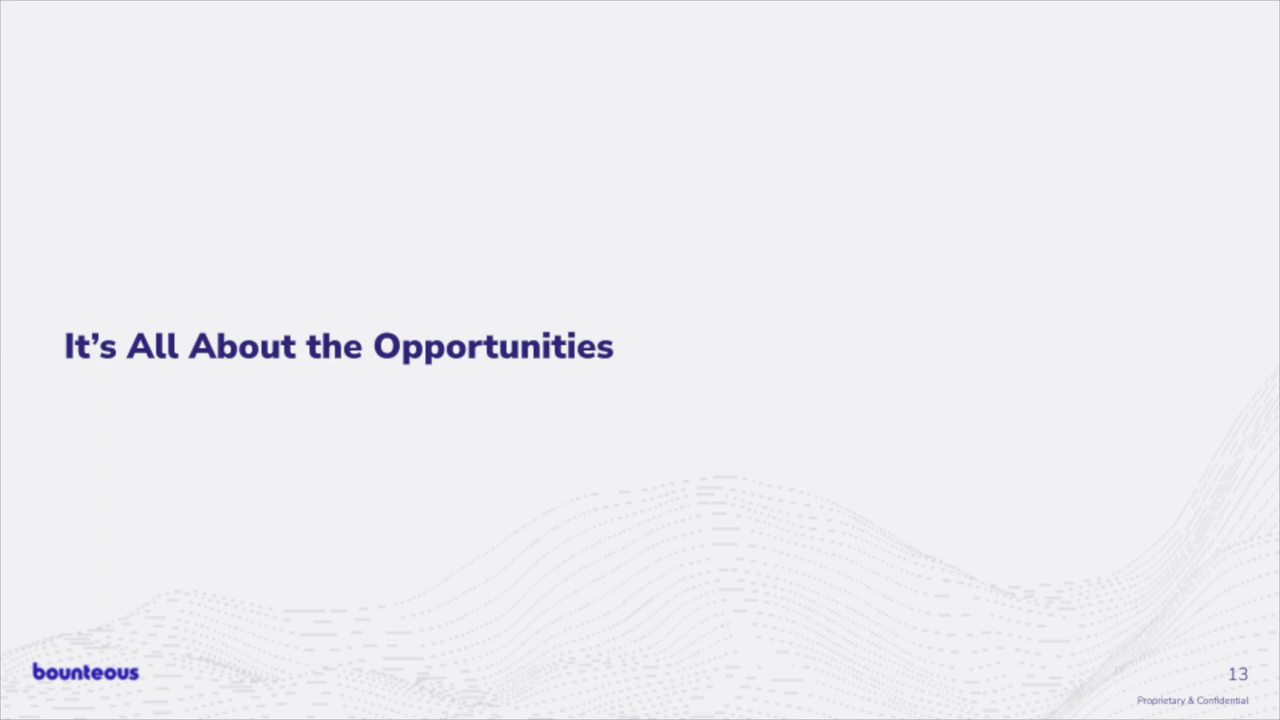 It’s All About the Opportunities
bounteous
13
Proprietary & Confidential